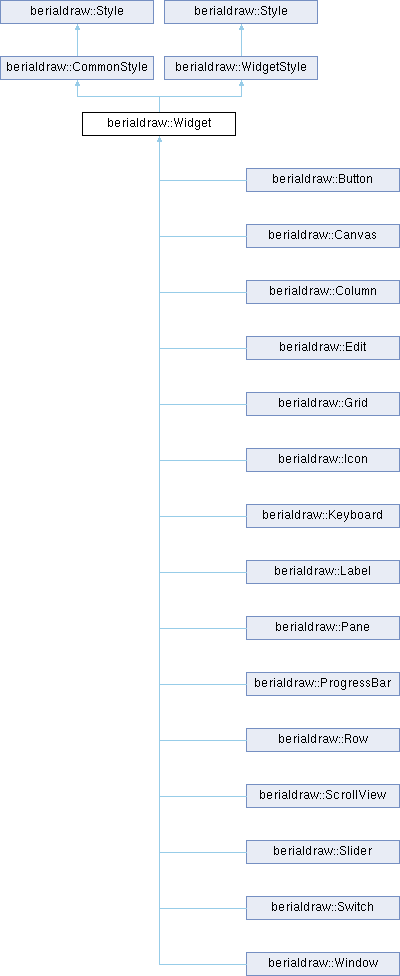 berialdraw::Style
berialdraw::Style
berialdraw::CommonStyle
berialdraw::WidgetStyle
berialdraw::Widget
berialdraw::Button
berialdraw::Canvas
berialdraw::Column
berialdraw::Edit
berialdraw::Grid
berialdraw::Icon
berialdraw::Keyboard
berialdraw::Label
berialdraw::Pane
berialdraw::ProgressBar
berialdraw::Row
berialdraw::ScrollView
berialdraw::Slider
berialdraw::Switch
berialdraw::Window